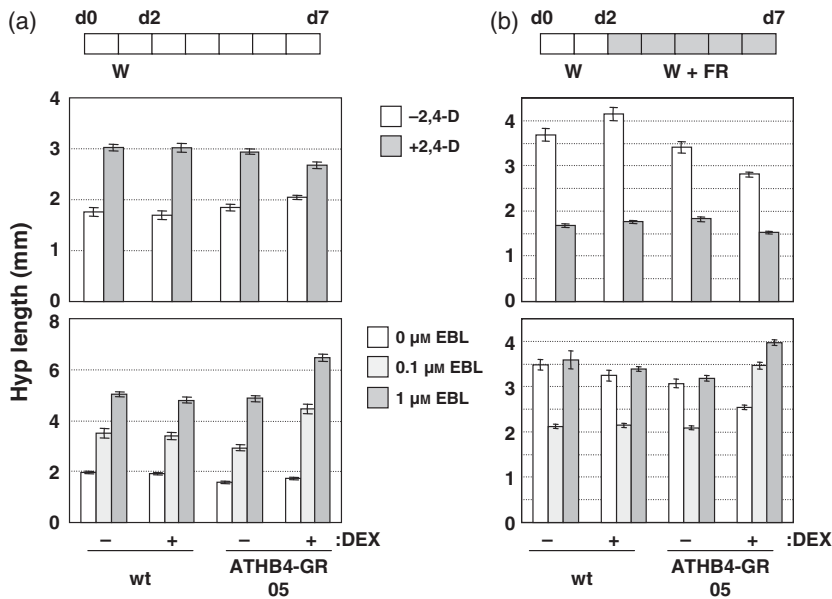 (a)
d0 d2 d7
W
4
3
2
1
0
–2,4-D
+2,4-D
8
6
4
2
0
0 µM EBL
0.1 µM EBL
1 µM EBL
Hyp length (mm)
– + – +
wt ATHB4-GR
05
(b)
d0 d2 d7
W W + FR
4
3
2
1
0
4
3
2
1
0
– + – + :DEX
wt ATHB4-GR
05